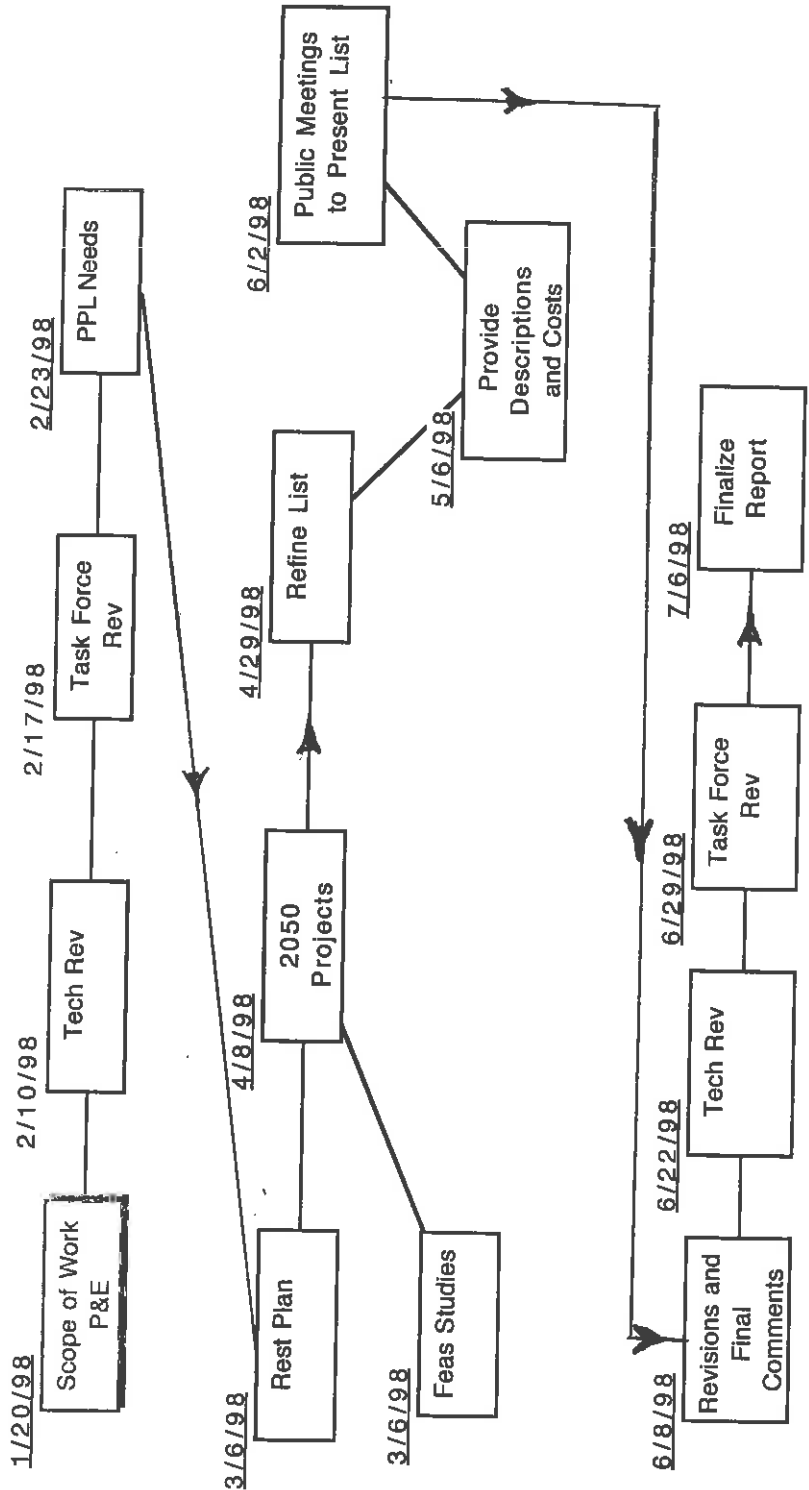 1/20/98
Scope of Work
P&E
2/10/98
Tech Rev
2/17/98
Task Force
Rev
2/23/98
PPL Needs
3/6/98
Rest Plan
3/6/98
Feas Studies
4/8/98
2050
Projects
4/29/98
Refine List
5/6/98
Provide
Descriptions
and Costs
6/2/98
Public Meetings
to Present List
6/8/98
Revisions and
Final
Comments
6/22/98
Tech Rev
6/29/98
Task Force
Rev
7/6/98
Finalize
Report